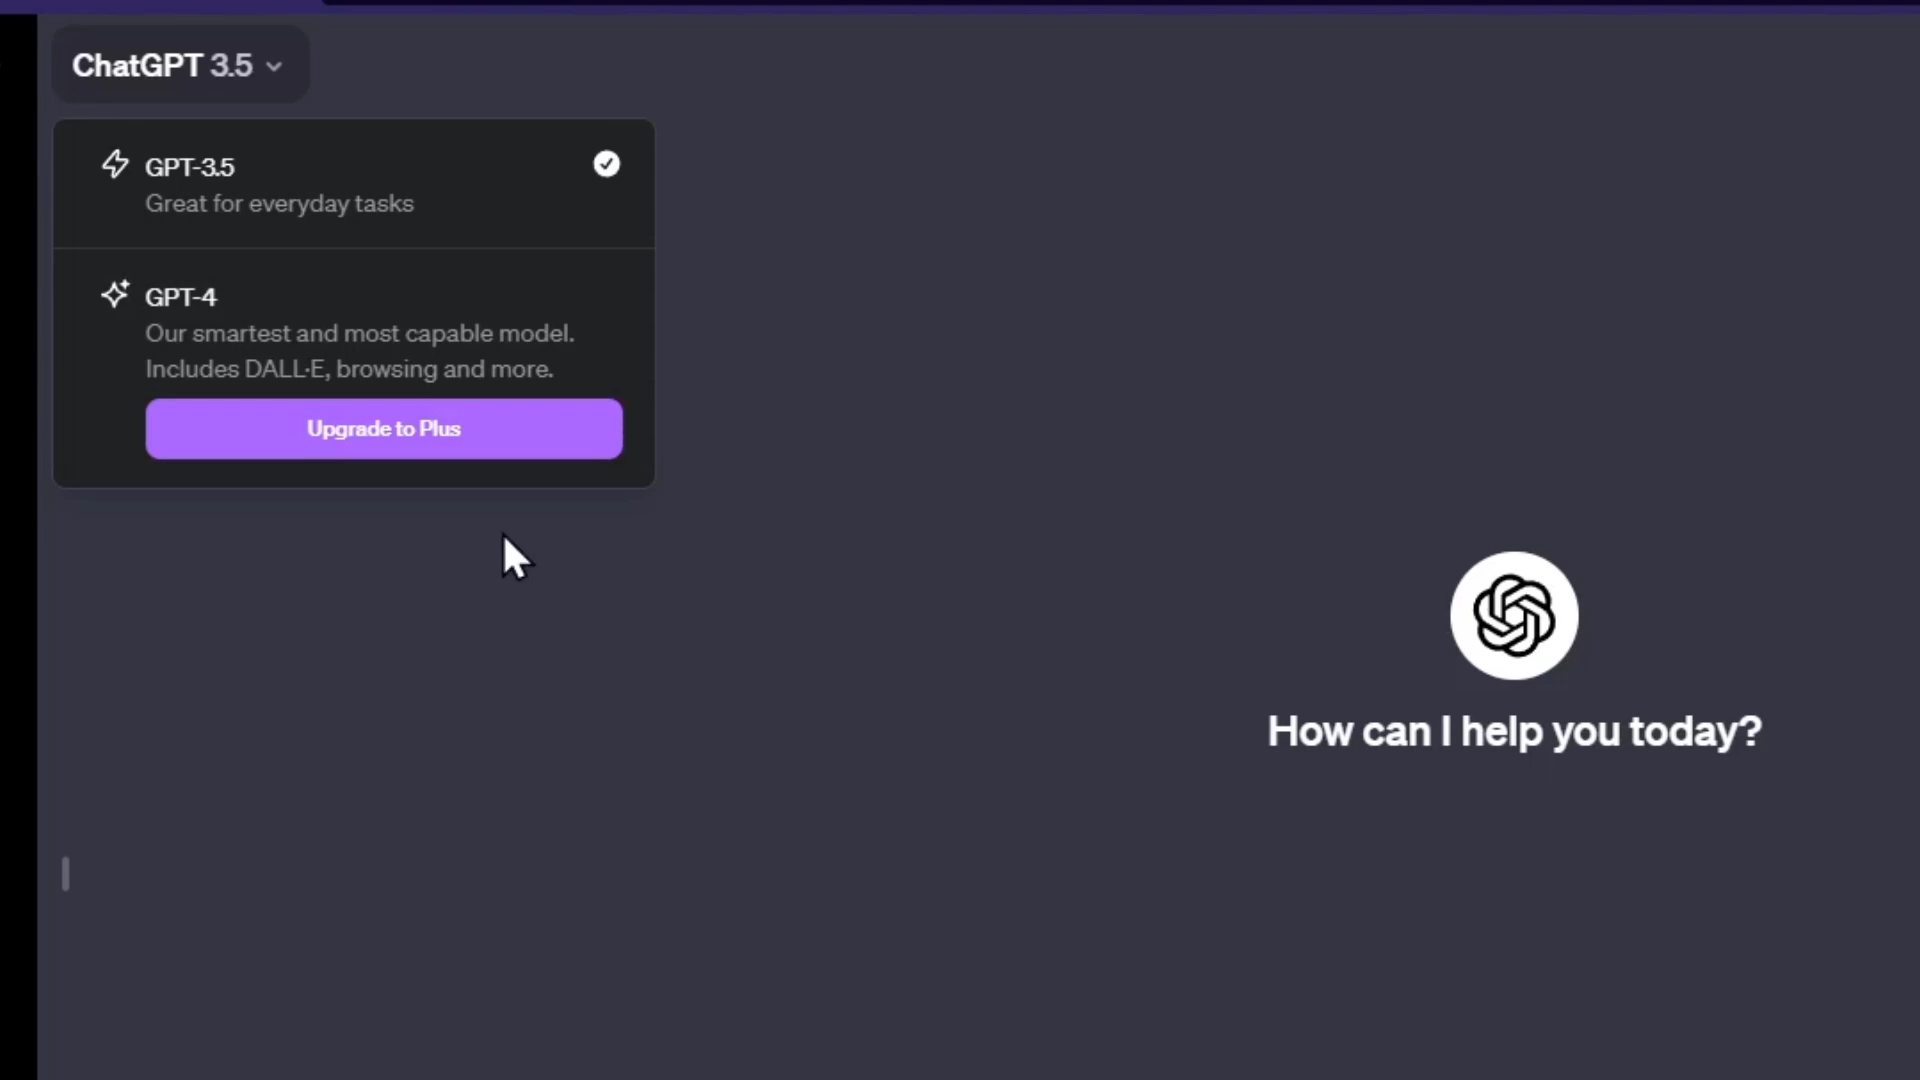 ChatGPT 3.5
GPT-3.5
Great for everyday tasks
GPT-4
Our smartest and most capable model.
Includes DALL·E, browsing and more.
Upgrade to Plus
How can I help you today?